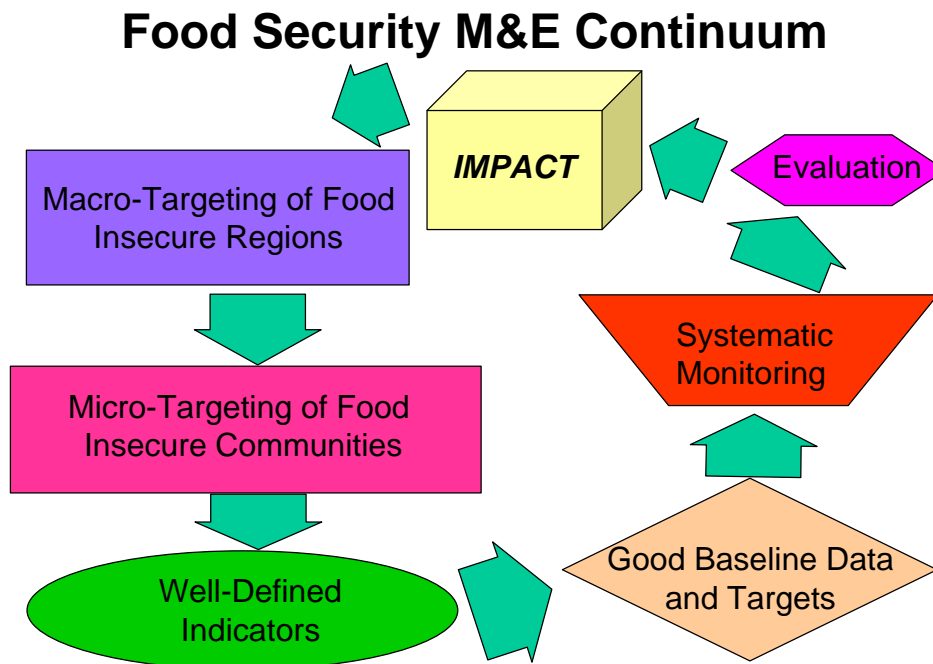 Food Security M&E Continuum
IMPACT
Evaluation
Macro-Targeting of Food
Insecure Regions
Systematic
Monitoring
Micro-Targeting of Food
Insecure Communities
Good Baseline Data
and Targets
Well-Defined
Indicators